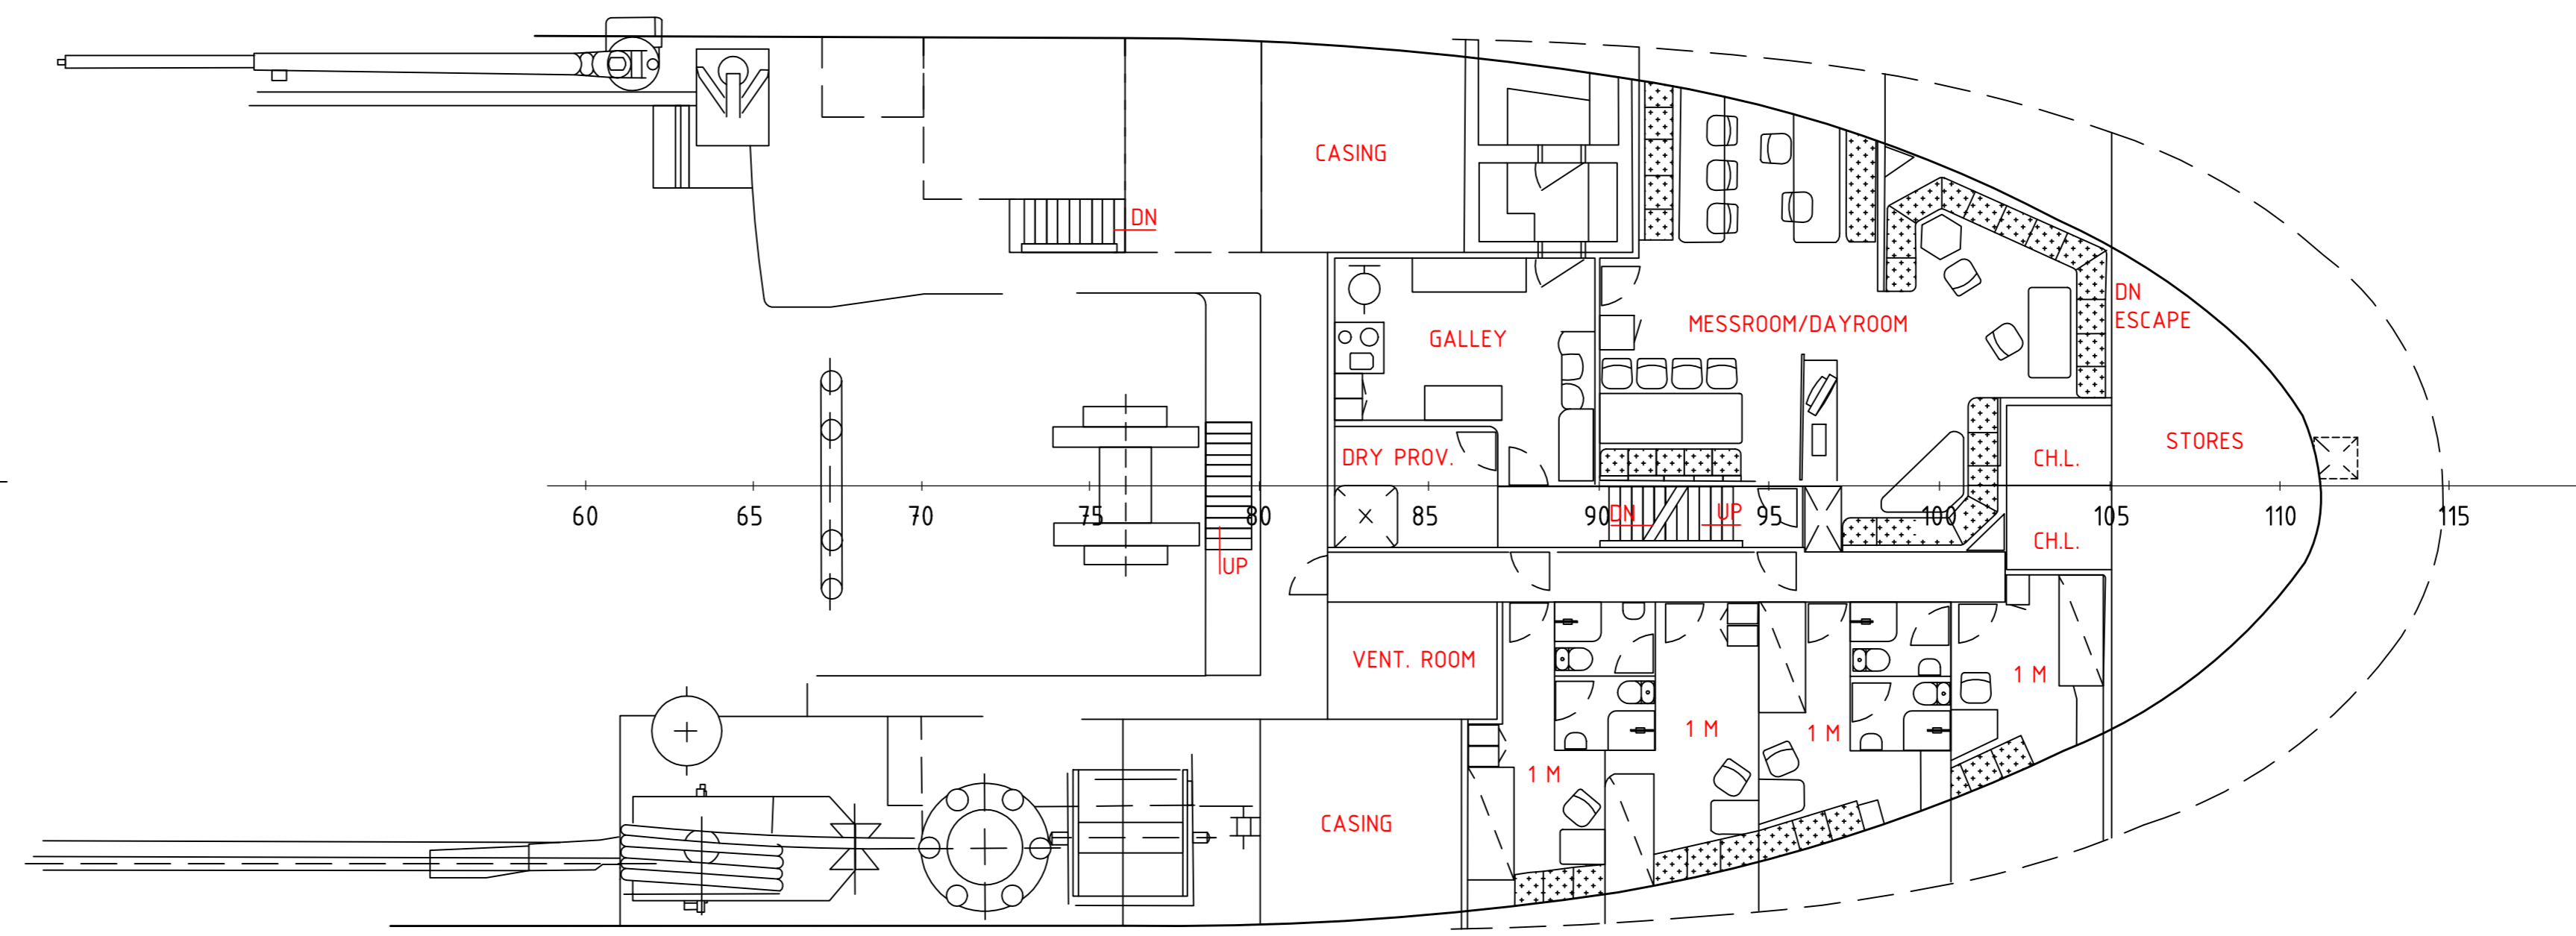 CASING
DN
DN
ESCAPE
MESSROOM/DAYROOM
GALLEY
STORES
DRY PROV.
CH.L.
60 65 70 75 80 85 90 95 100 105 110 115
DN
UP
CH.L.
UP
VENT. ROOM
1 M
1 M
1 M
1 M
CASING